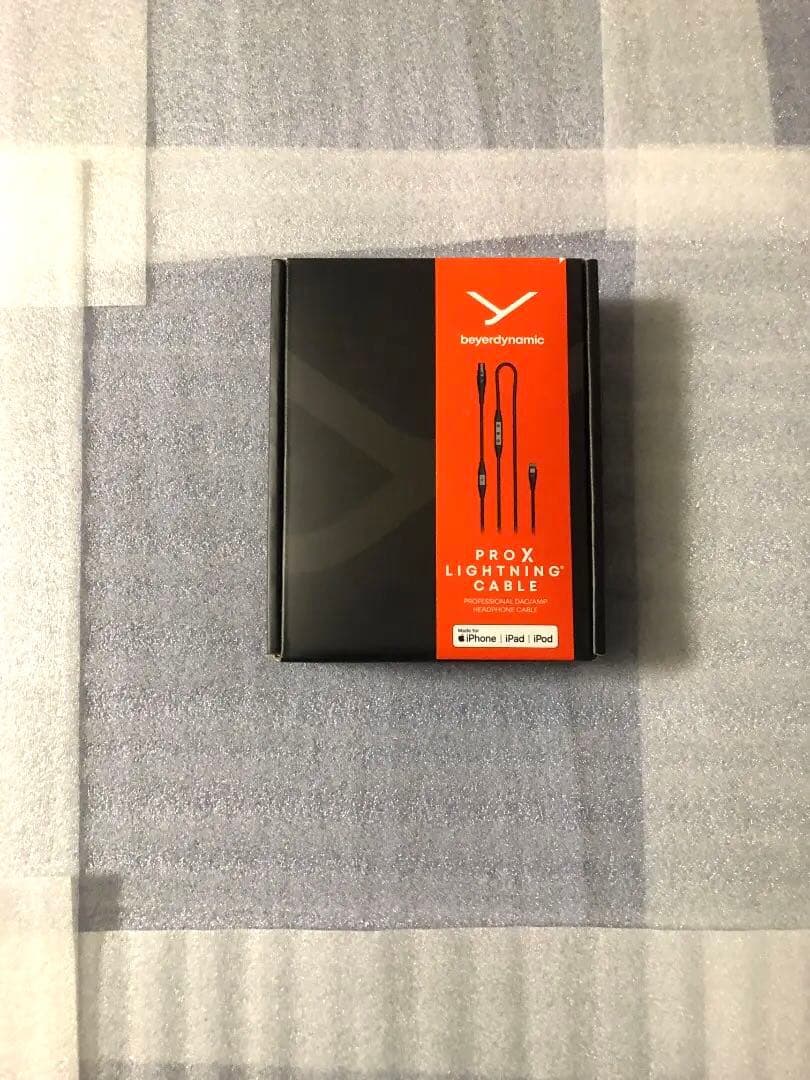 beyerdynamic
PRO X
LIGHTNING®
CABLE
PROFESSIONAL DAC/AMP
HEADPHONE CABLE
Made for
iPhone | iPad | iPod